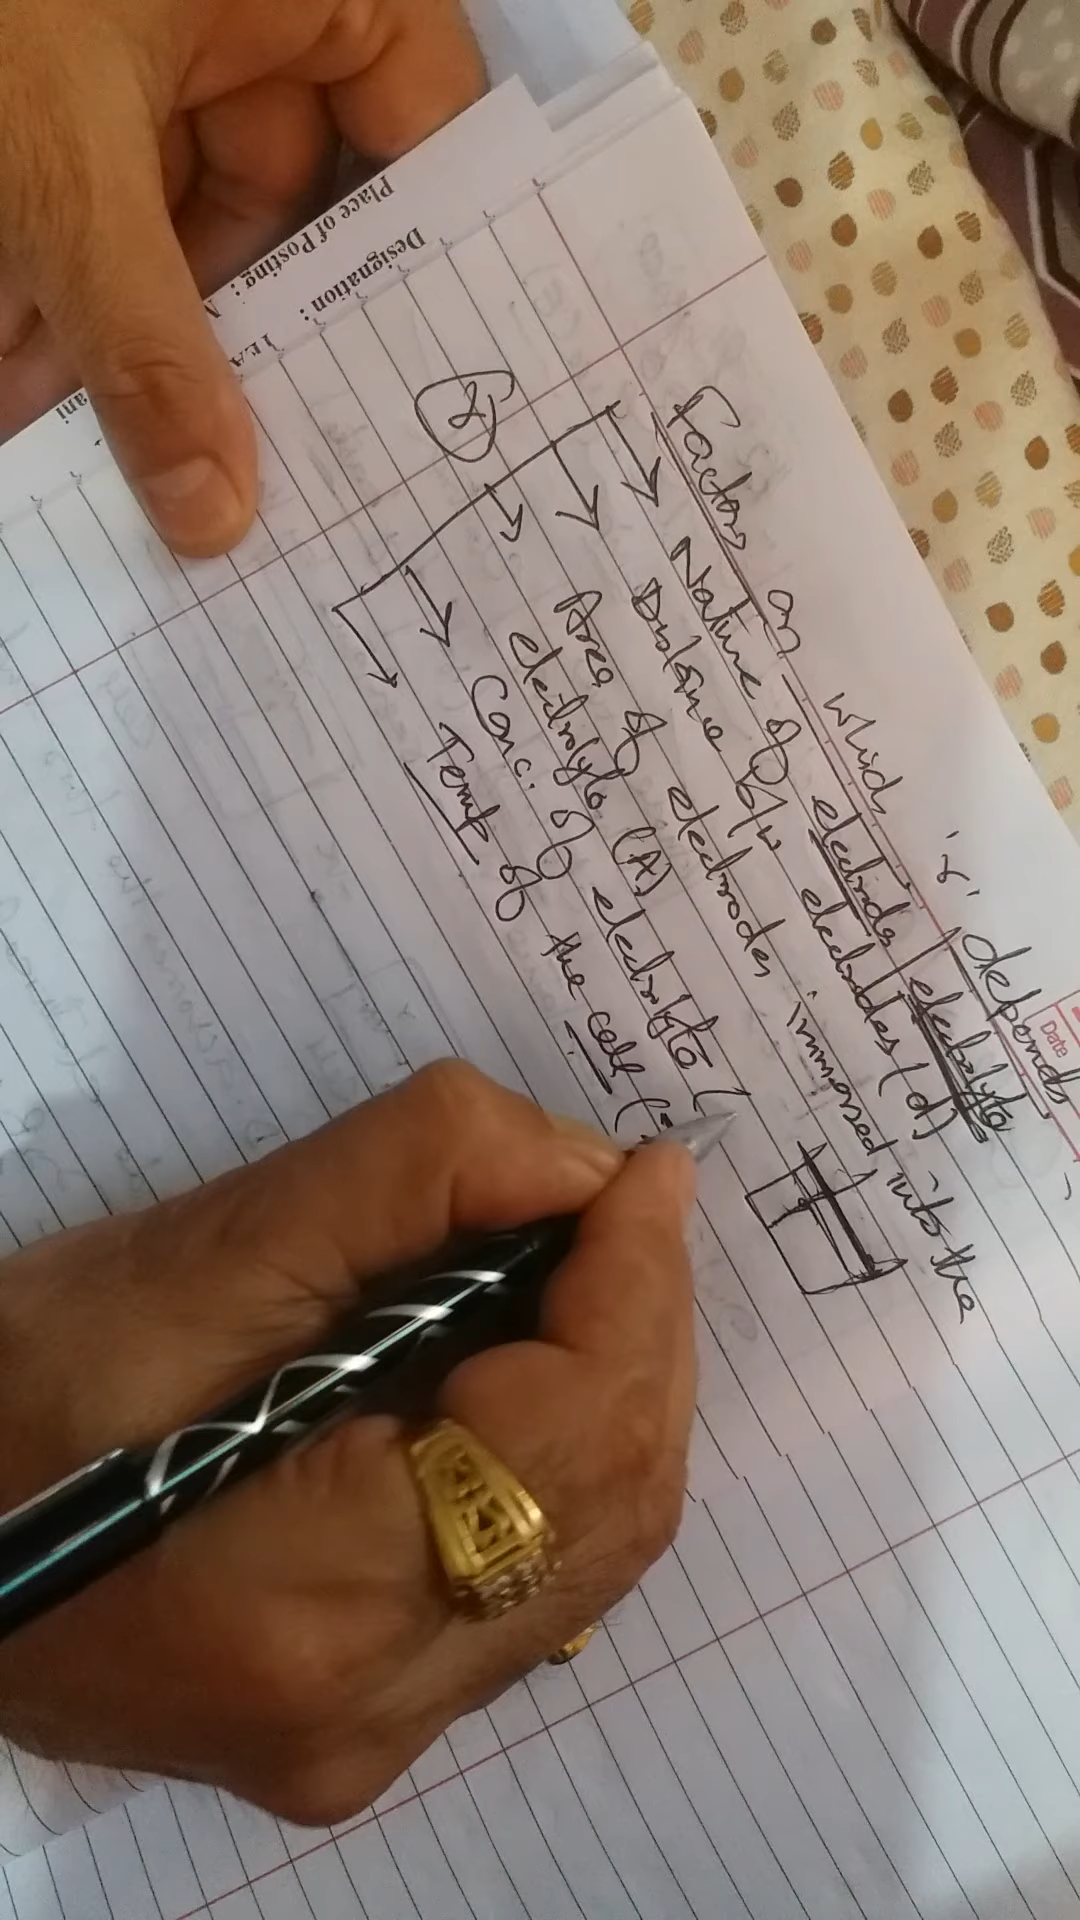 Date
Factors on which 'r' depends -
Nature of electrode/electrolyte
Distance b/w electrodes (d)
Area of electrodes immersed into the
electrolyte (A)
Conc. of electrolyte (
Temp of the cell (
(r)
Place of Posting :
Designation :